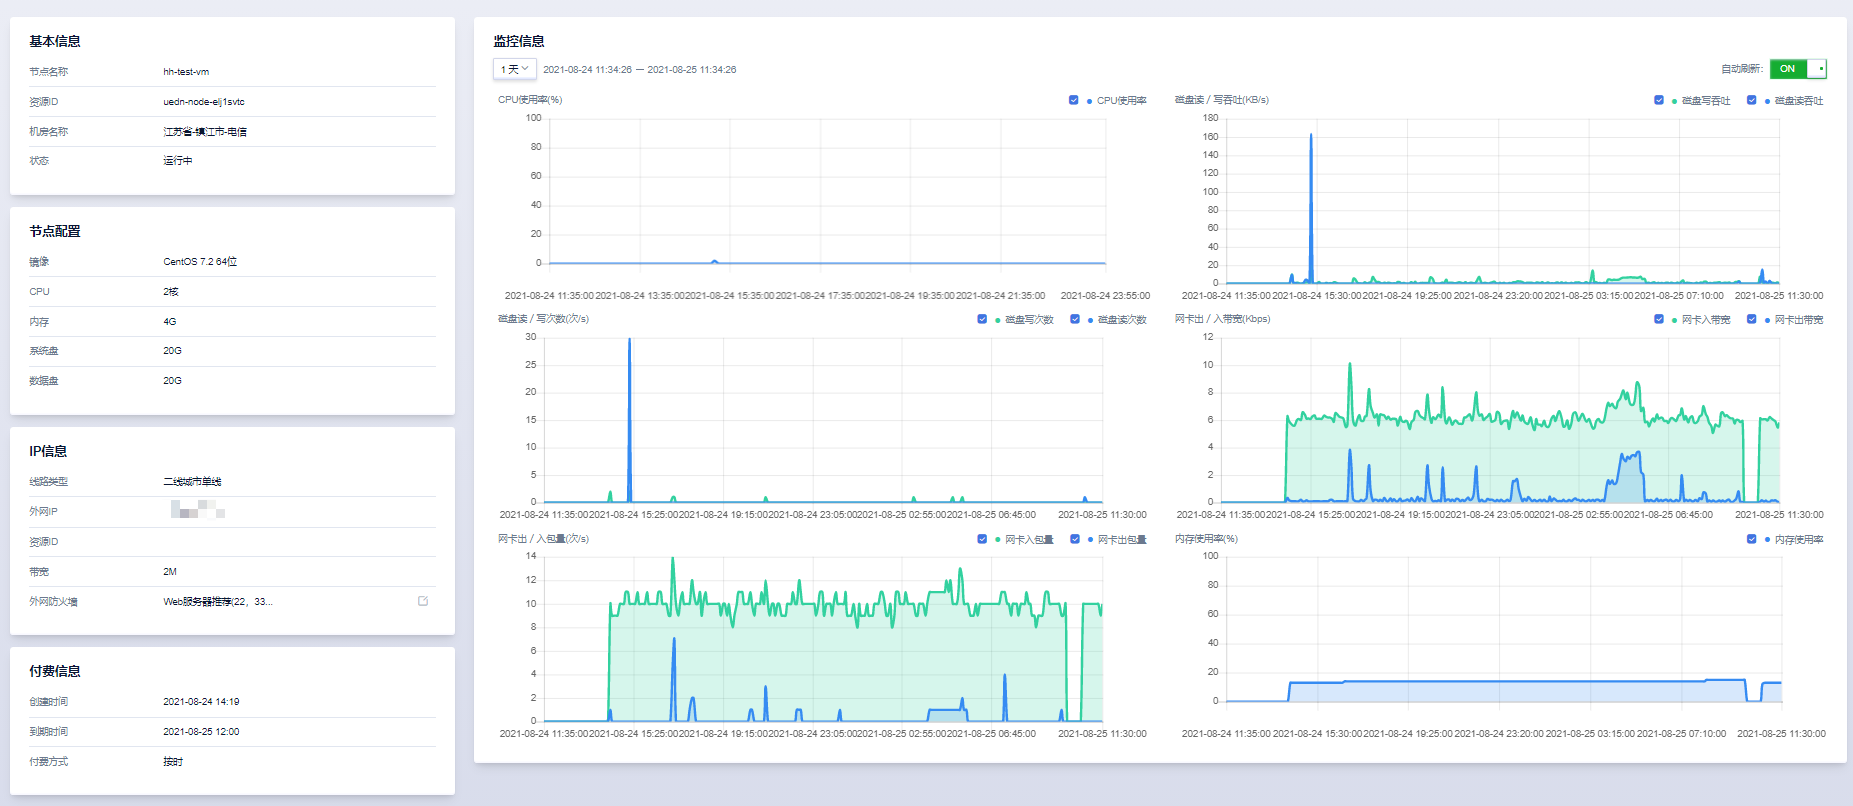 基本信息
节点名称 hh-test-vm
资源ID uedn-node-elj1svtc
机房名称 江苏省-镇江市-电信
状态 运行中
节点配置
镜像 CentOS 7.2 64位
CPU 2核
内存 4G
系统盘 20G
数据盘 20G
IP信息
线路类型 二线城市单线
外网IP
资源ID
带宽 2M
外网防火墙 Web服务器推荐(22，33...
付费信息
创建时间 2021-08-24 14:19
到期时间 2021-08-25 12:00
付费方式 按时
监控信息
1 天 2021-08-24 11:34:26 — 2021-08-25 11:34:26 自动刷新: ON
CPU使用率(%) CPU使用率
100
80
60
40
20
0
2021-08-24 11:35:00 2021-08-24 13:35:00 2021-08-24 15:35:00 2021-08-24 17:35:00 2021-08-24 19:35:00 2021-08-24 21:35:00 2021-08-24 23:55:00
磁盘读 / 写吞吐(KB/s) 磁盘写吞吐 磁盘读吞吐
180
160
140
120
100
80
60
40
20
0
2021-08-24 11:35:00 2021-08-24 15:30:00 2021-08-24 19:25:00 2021-08-24 23:20:00 2021-08-25 03:15:00 2021-08-25 07:10:00 2021-08-25 11:30:00
磁盘读 / 写次数(次/s) 磁盘写次数 磁盘读次数
30
25
20
15
10
5
0
2021-08-24 11:35:00 2021-08-24 15:25:00 2021-08-24 19:15:00 2021-08-24 23:05:00 2021-08-25 02:55:00 2021-08-25 06:45:00 2021-08-25 11:30:00
网卡出 / 入带宽(Kbps) 网卡入带宽 网卡出带宽
12
10
8
6
4
2
0
2021-08-24 11:35:00 2021-08-24 15:25:00 2021-08-24 19:15:00 2021-08-24 23:05:00 2021-08-25 02:55:00 2021-08-25 06:45:00 2021-08-25 11:30:00
网卡出 / 入包量(次/s) 网卡入包量 网卡出包量
14
12
10
8
6
4
2
0
2021-08-24 11:35:00 2021-08-24 15:25:00 2021-08-24 19:15:00 2021-08-24 23:05:00 2021-08-25 02:55:00 2021-08-25 06:45:00 2021-08-25 11:30:00
内存使用率(%) 内存使用率
100
80
60
40
20
0
2021-08-24 11:35:00 2021-08-24 15:30:00 2021-08-24 19:25:00 2021-08-24 23:20:00 2021-08-25 03:15:00 2021-08-25 07:10:00 2021-08-25 11:30:00